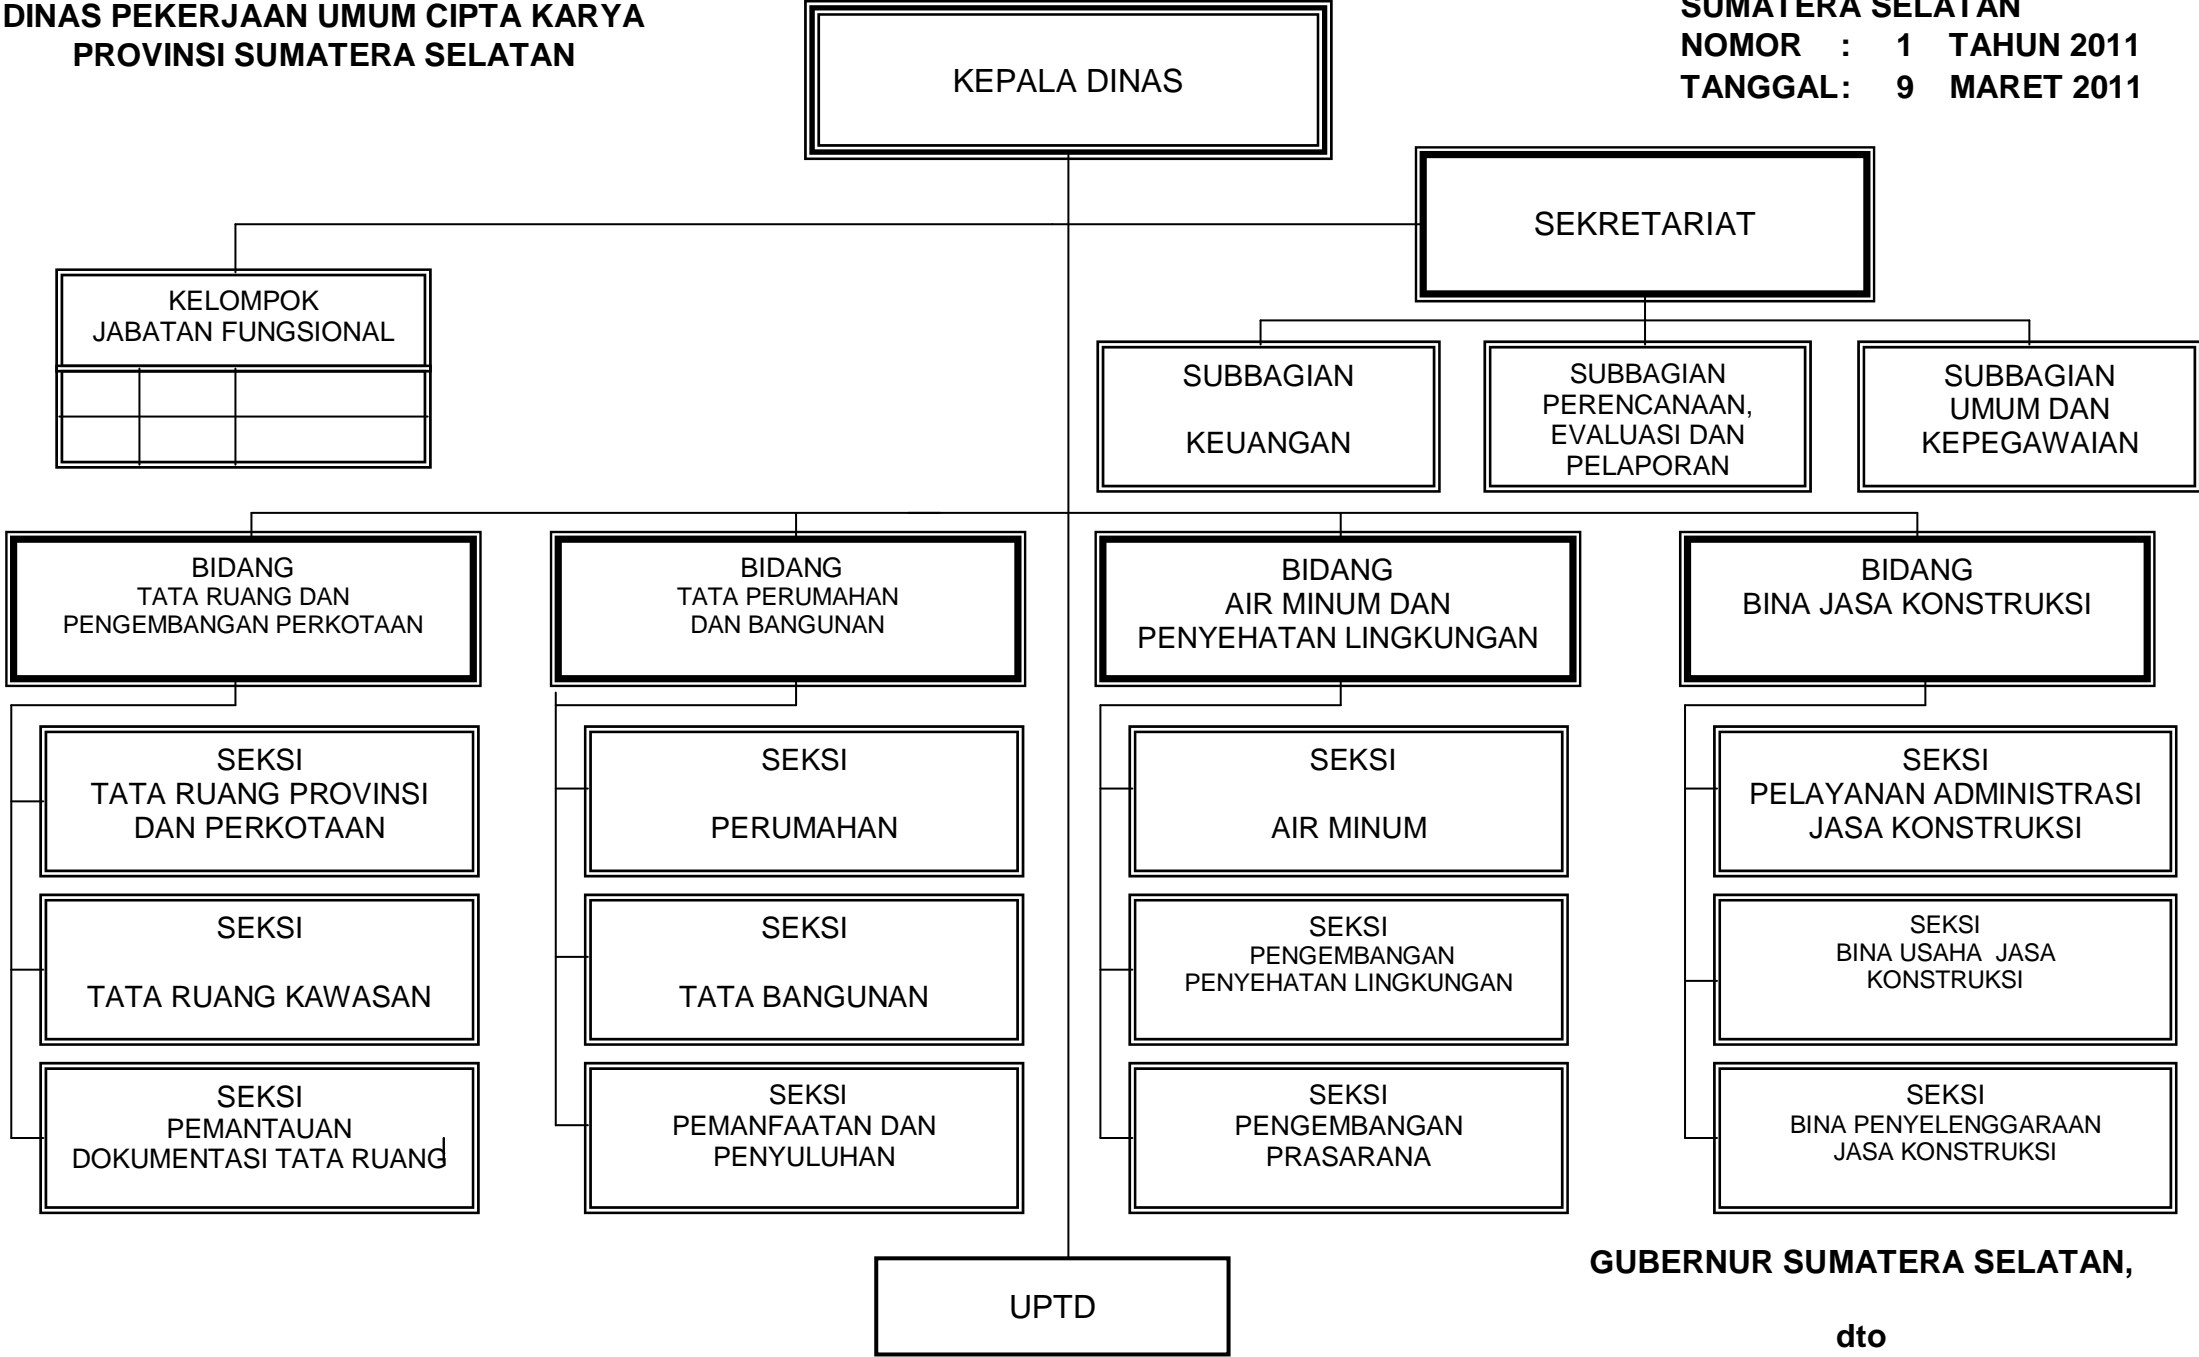 DINAS PEKERJAAN UMUM CIPTA KARYA
PROVINSI SUMATERA SELATAN
SUMATERA SELATAN
NOMOR : 1 TAHUN 2011
TANGGAL : 9 MARET 2011
KEPALA DINAS
SEKRETARIAT
KELOMPOK
JABATAN FUNGSIONAL
SUBBAGIAN
KEUANGAN
SUBBAGIAN
PERENCANAAN,
EVALUASI DAN
PELAPORAN
SUBBAGIAN
UMUM DAN
KEPEGAWAIAN
BIDANG
TATA RUANG DAN
PENGEMBANGAN PERKOTAAN
BIDANG
TATA PERUMAHAN
DAN BANGUNAN
BIDANG
AIR MINUM DAN
PENYEHATAN LINGKUNGAN
BIDANG
BINA JASA KONSTRUKSI
SEKSI
TATA RUANG PROVINSI
DAN PERKOTAAN
SEKSI
PERUMAHAN
SEKSI
AIR MINUM
SEKSI
PELAYANAN ADMINISTRASI
JASA KONSTRUKSI
SEKSI
TATA RUANG KAWASAN
SEKSI
TATA BANGUNAN
SEKSI
PENGEMBANGAN
PENYEHATAN LINGKUNGAN
SEKSI
BINA USAHA JASA
KONSTRUKSI
SEKSI
PEMANTAUAN
DOKUMENTASI TATA RUANG
SEKSI
PEMANFAATAN DAN
PENYULUHAN
SEKSI
PENGEMBANGAN
PRASARANA
SEKSI
BINA PENYELENGGARAAN
JASA KONSTRUKSI
UPTD
GUBERNUR SUMATERA SELATAN,
dto